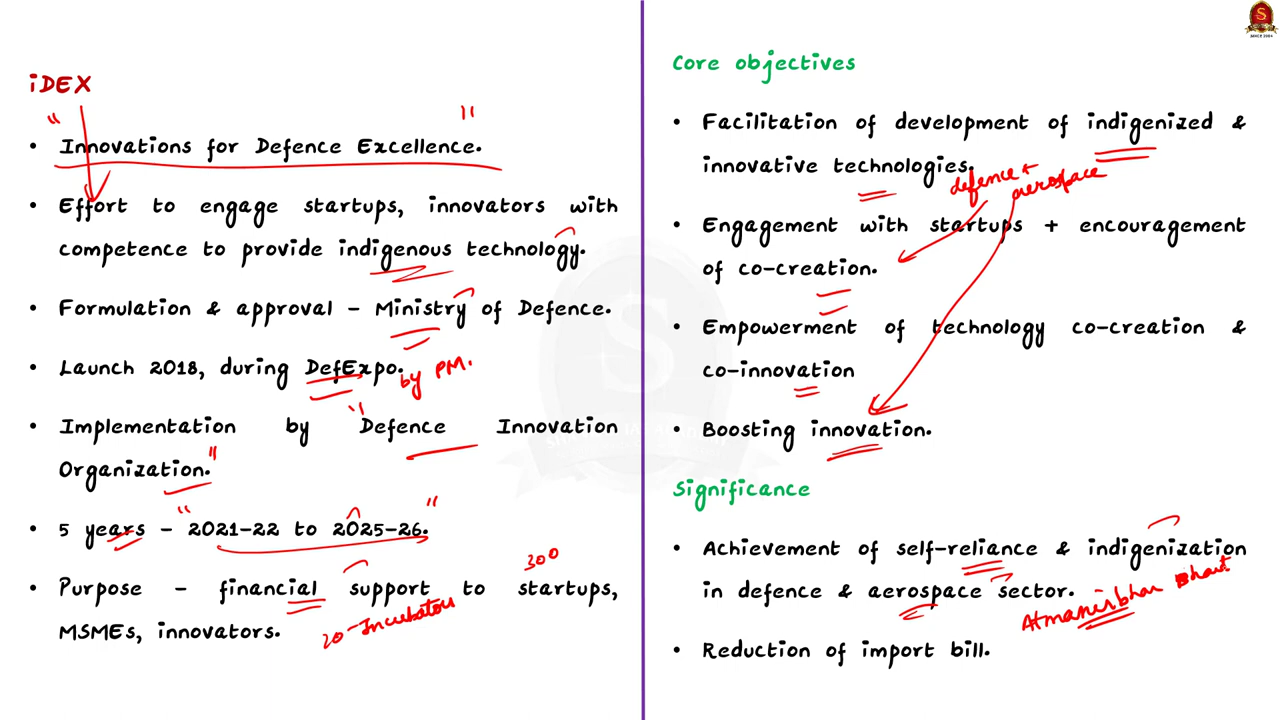 iDEX
• "Innovations for Defence Excellence."
• Effort to engage startups, innovators with
competence to provide indigenous technology.
• Formulation & approval – Ministry of Defence.
• Launch 2018, during DefExpo. by PM.
• Implementation by "Defence Innovation
Organization."
• 5 years – "2021-22 to 2025-26."
300
• Purpose – financial support to startups,
MSMEs, innovators. 20-Incubators
Core objectives
• Facilitation of development of indigenized &
innovative technologies.
defence +
aerospace
• Engagement with startups + encouragement
of co-creation.
• Empowerment of technology co-creation &
co-innovation
• Boosting innovation.
Significance
• Achievement of self-reliance & indigenization
in defence & aerospace sector.
Atmanirbhar Bharat
• Reduction of import bill.
S
SINCE 2004